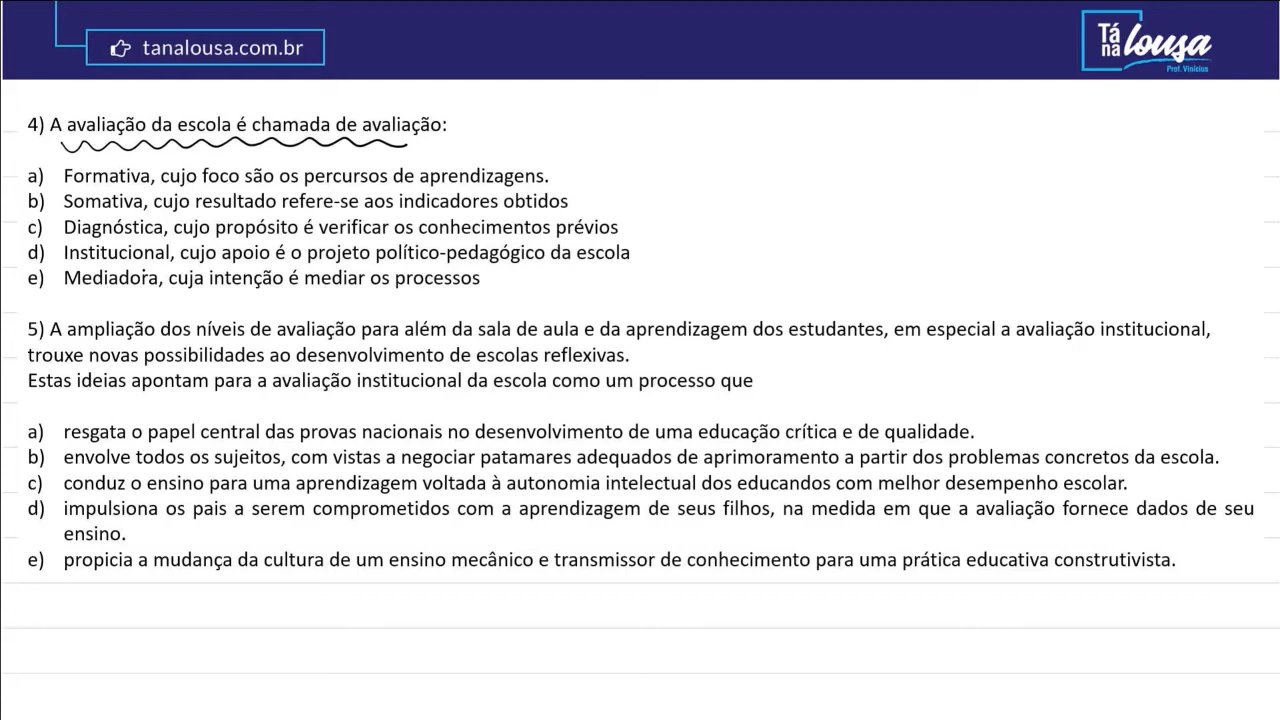 tanalousa.com.br
Tá
na lousa
Prof. Vinítius
4) A avaliação da escola é chamada de avaliação:
a) Formativa, cujo foco são os percursos de aprendizagens.
b) Somativa, cujo resultado refere-se aos indicadores obtidos
c) Diagnóstica, cujo propósito é verificar os conhecimentos prévios
d) Institucional, cujo apoio é o projeto político-pedagógico da escola
e) Mediadora, cuja intenção é mediar os processos
5) A ampliação dos níveis de avaliação para além da sala de aula e da aprendizagem dos estudantes, em especial a avaliação institucional,
trouxe novas possibilidades ao desenvolvimento de escolas reflexivas.
Estas ideias apontam para a avaliação institucional da escola como um processo que
a) resgata o papel central das provas nacionais no desenvolvimento de uma educação crítica e de qualidade.
b) envolve todos os sujeitos, com vistas a negociar patamares adequados de aprimoramento a partir dos problemas concretos da escola.
c) conduz o ensino para uma aprendizagem voltada à autonomia intelectual dos educandos com melhor desempenho escolar.
d) impulsiona os pais a serem comprometidos com a aprendizagem de seus filhos, na medida em que a avaliação fornece dados de seu
ensino.
e) propicia a mudança da cultura de um ensino mecânico e transmissor de conhecimento para uma prática educativa construtivista.